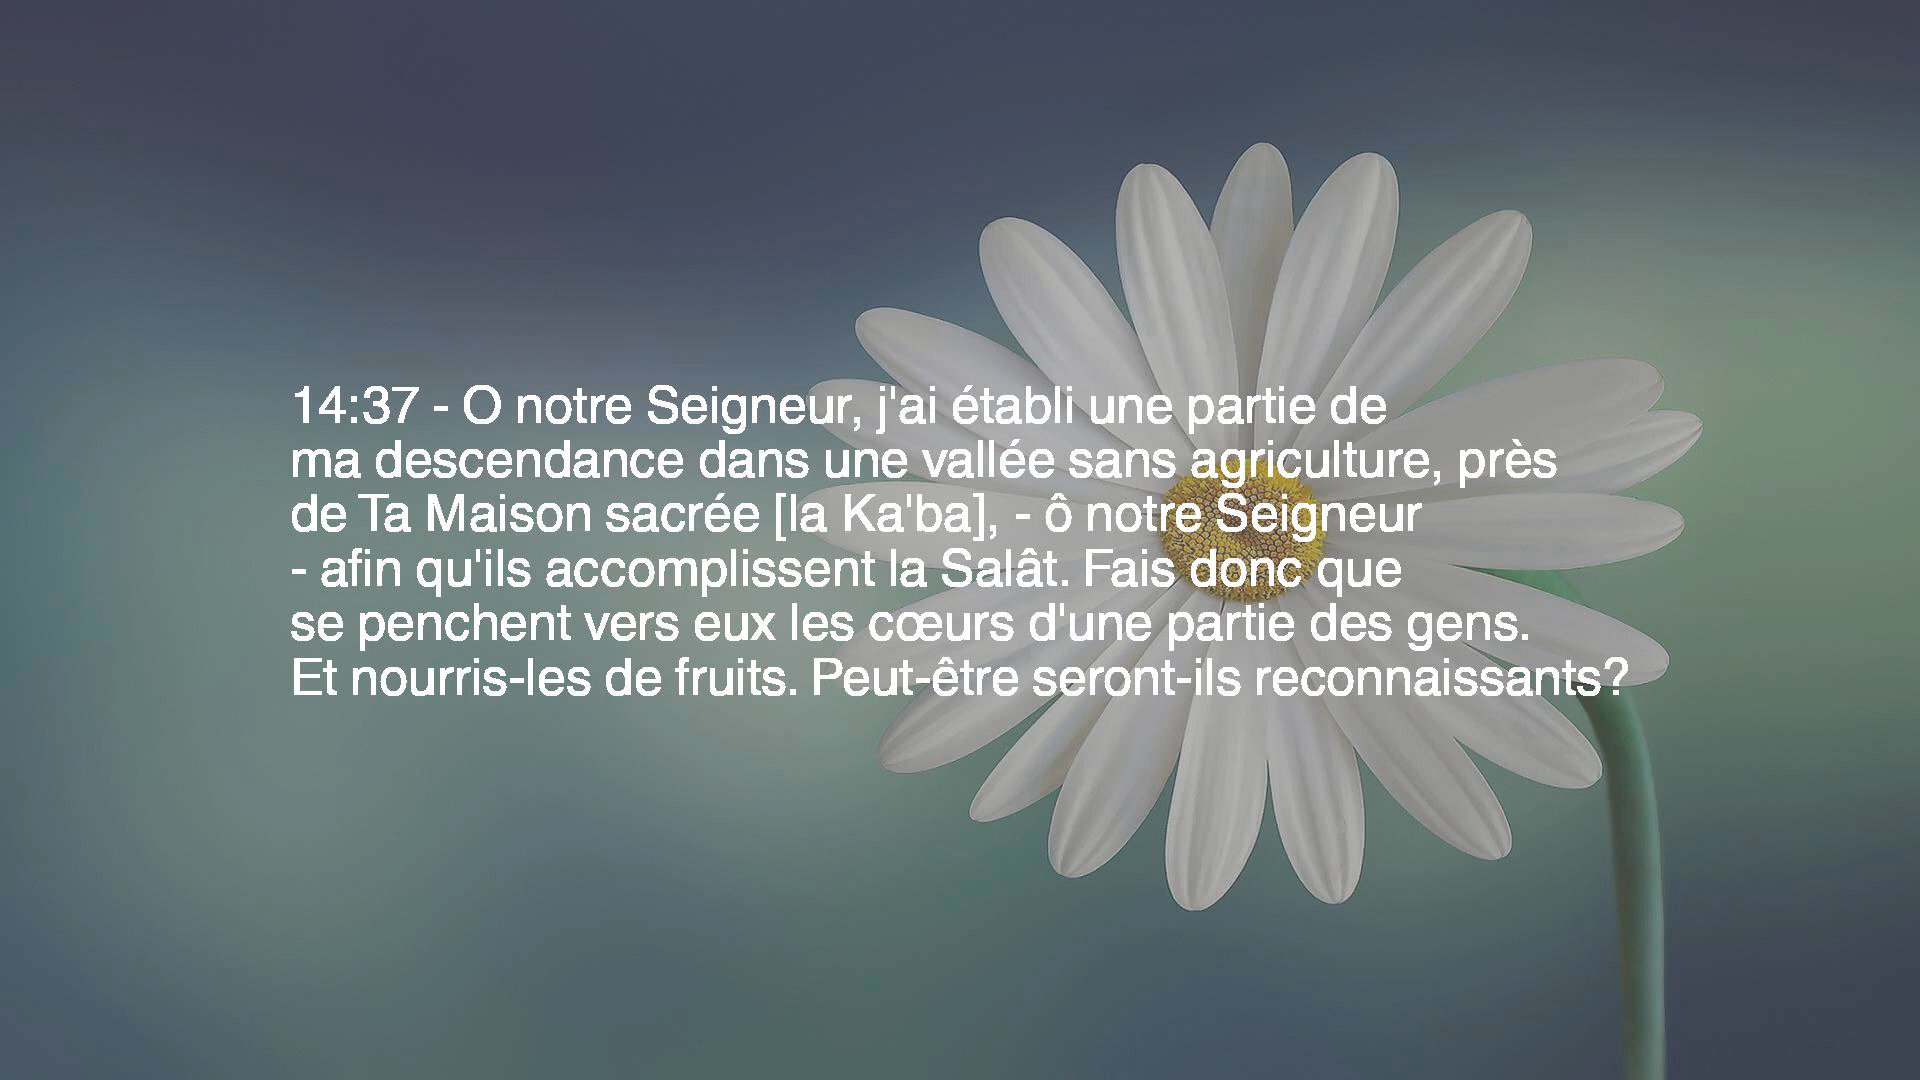 14:37 - O notre Seigneur, j'ai établi une partie de
ma descendance dans une vallée sans agriculture, près
de Ta Maison sacrée [la Ka'ba], - ô notre Seigneur
- afin qu'ils accomplissent la Salât. Fais donc que
se penchent vers eux les cœurs d'une partie des gens.
Et nourris-les de fruits. Peut-être seront-ils reconnaissants?